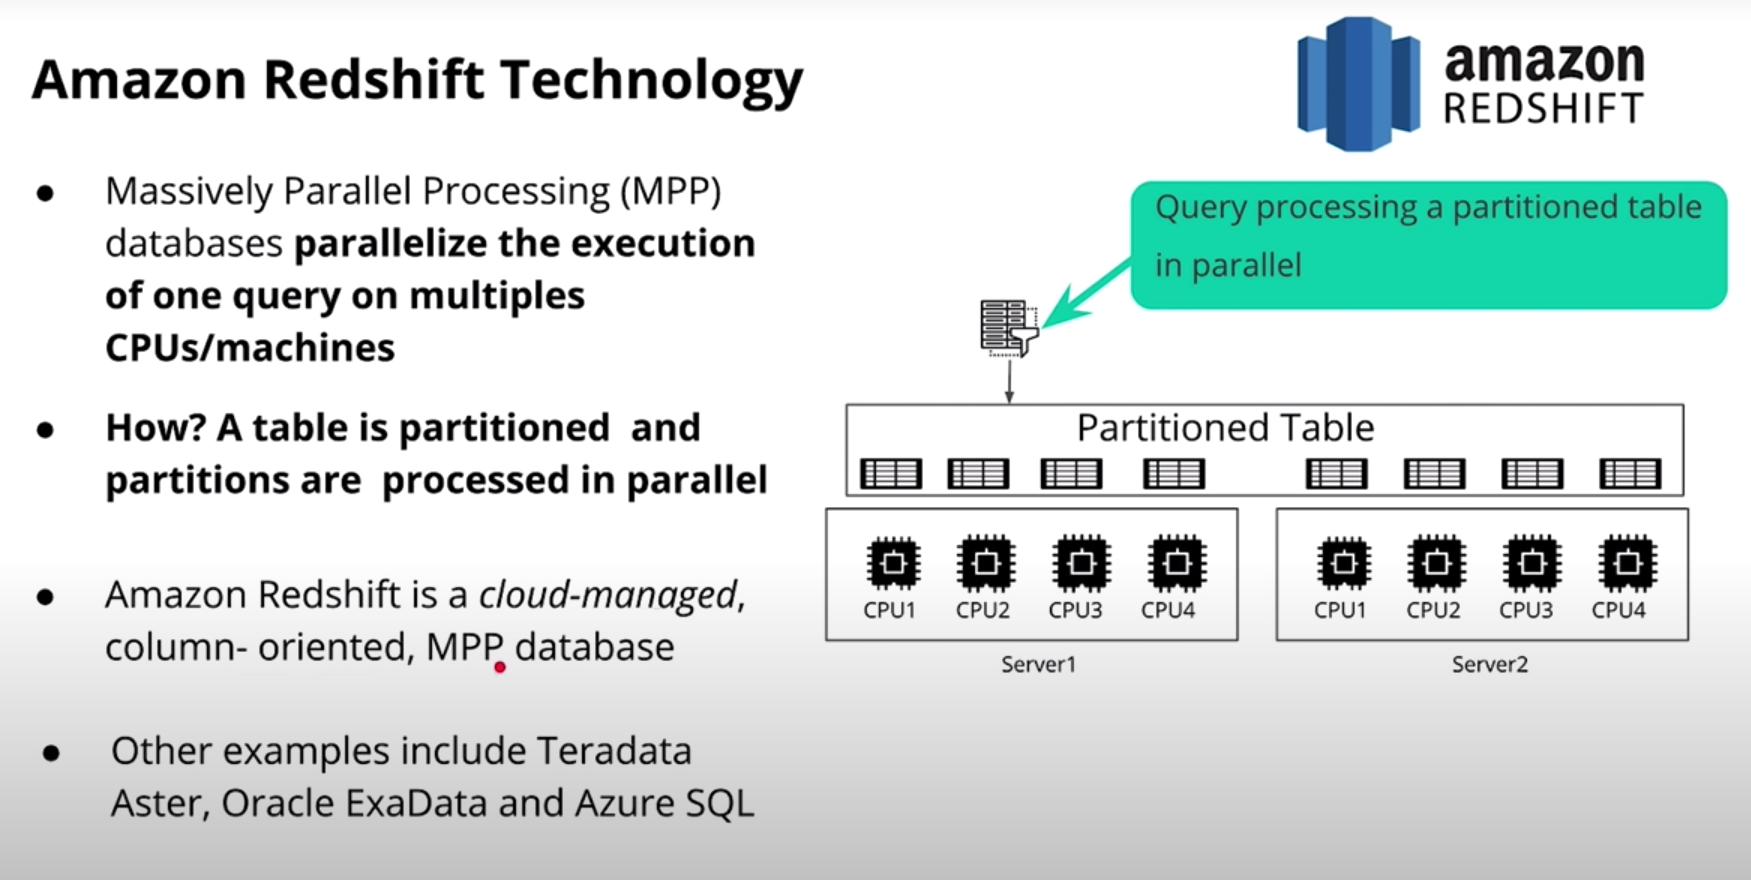 Amazon Redshift Technology
amazon
REDSHIFT
● Massively Parallel Processing (MPP)
databases parallelize the execution
of one query on multiples
CPUs/machines
● How? A table is partitioned and
partitions are processed in parallel
● Amazon Redshift is a cloud-managed,
column- oriented, MPP database
● Other examples include Teradata
Aster, Oracle ExaData and Azure SQL
Query processing a partitioned table
in parallel
Partitioned Table
CPU1 CPU2 CPU3 CPU4
Server1
CPU1 CPU2 CPU3 CPU4
Server2